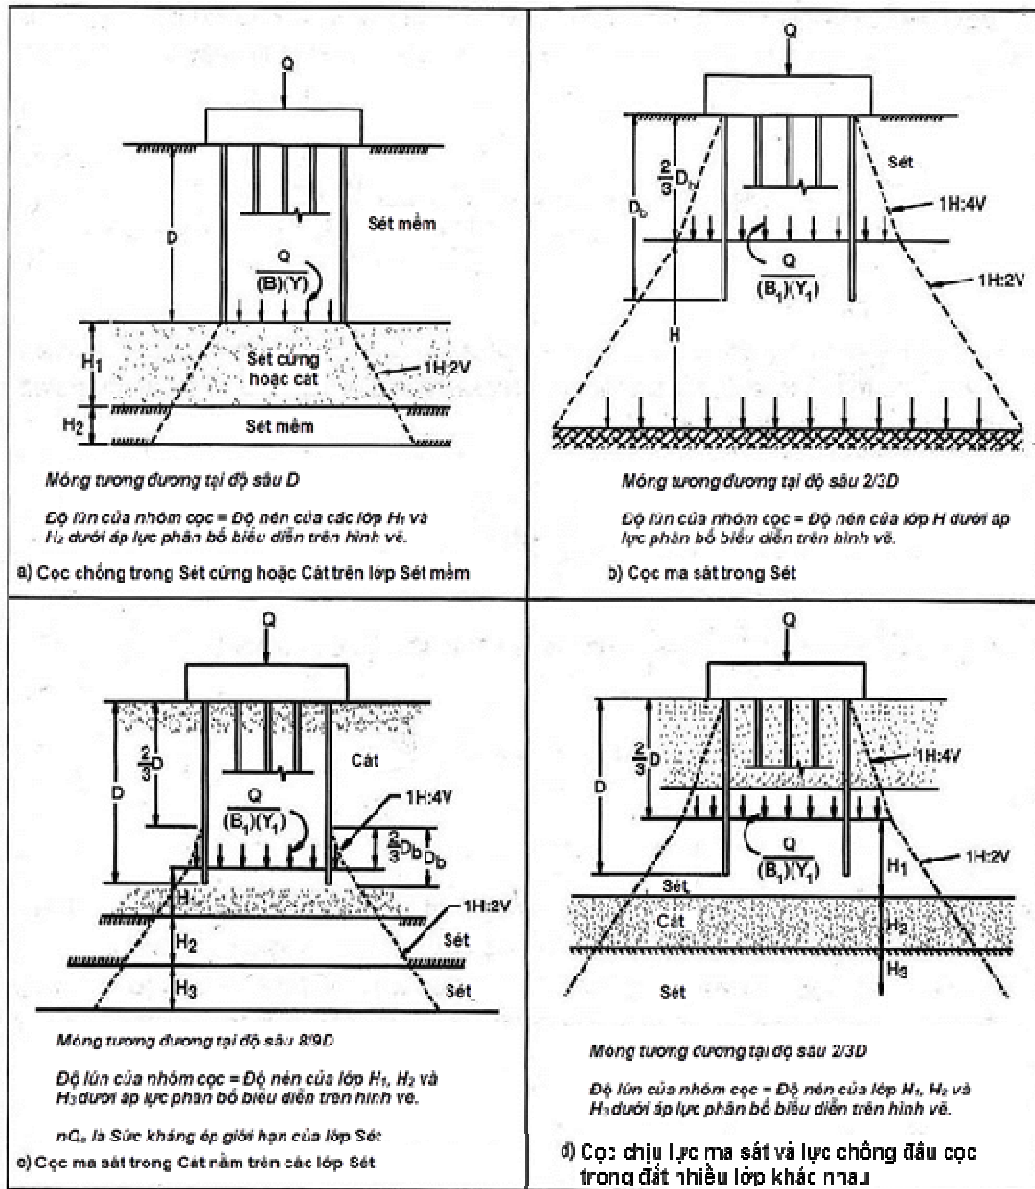 Q
D
Sét mềm
Q
(B)(Y)
H₁
Sét cứng
hoặc cát
1H:2V
H₂
Sét mềm
Móng tương đương tại độ sâu D
Độ lún của nhóm cọc = Độ nén của các lớp H₁ và
H₂ dưới áp lực phân bố biểu diễn trên hình vẽ.
a) Cọc chống trong Sét cứng hoặc Cát trên lớp Sét mềm
Q
Sét
2/3 Db
Db
1H:4V
Q
(B₁)(Y₁)
1H:2V
H
Móng tương đương tại độ sâu 2/3D
Độ lún của nhóm cọc = Độ nén của lớp H dưới áp
lực phân bố biểu diễn trên hình vẽ.
b) Cọc ma sát trong Sét
Q
2/3 D
D
Cát
Q
(B₁)(Y₁)
1H:4V
2/3 Db
Db
H₁
1H:2V
H₂
Sét
H₃
Sét
Móng tương đương tại độ sâu 8/9D
Độ lún của nhóm cọc = Độ nén của lớp H₁, H₂ và
H₃ dưới áp lực phân bố biểu diễn trên hình vẽ.
là Sức kháng ép giới hạn của lớp Sét
c) Cọc ma sát trong Cát nằm trên các lớp Sét
Q
2/3 D
D
1H:4V
Q
(B₁)(Y₁)
H₁
1H:2V
Sét
Cát
H₂
H₃
Sét
Móng tương đương tại độ sâu 2/3D
Độ lún của nhóm cọc = Độ nén của lớp H₁, H₂ và
H₃ dưới áp lực phân bố biểu diễn trên hình vẽ.
d) Cọc chịu lực ma sát và lực chống đầu cọc
trong đất nhiều lớp khác nhau